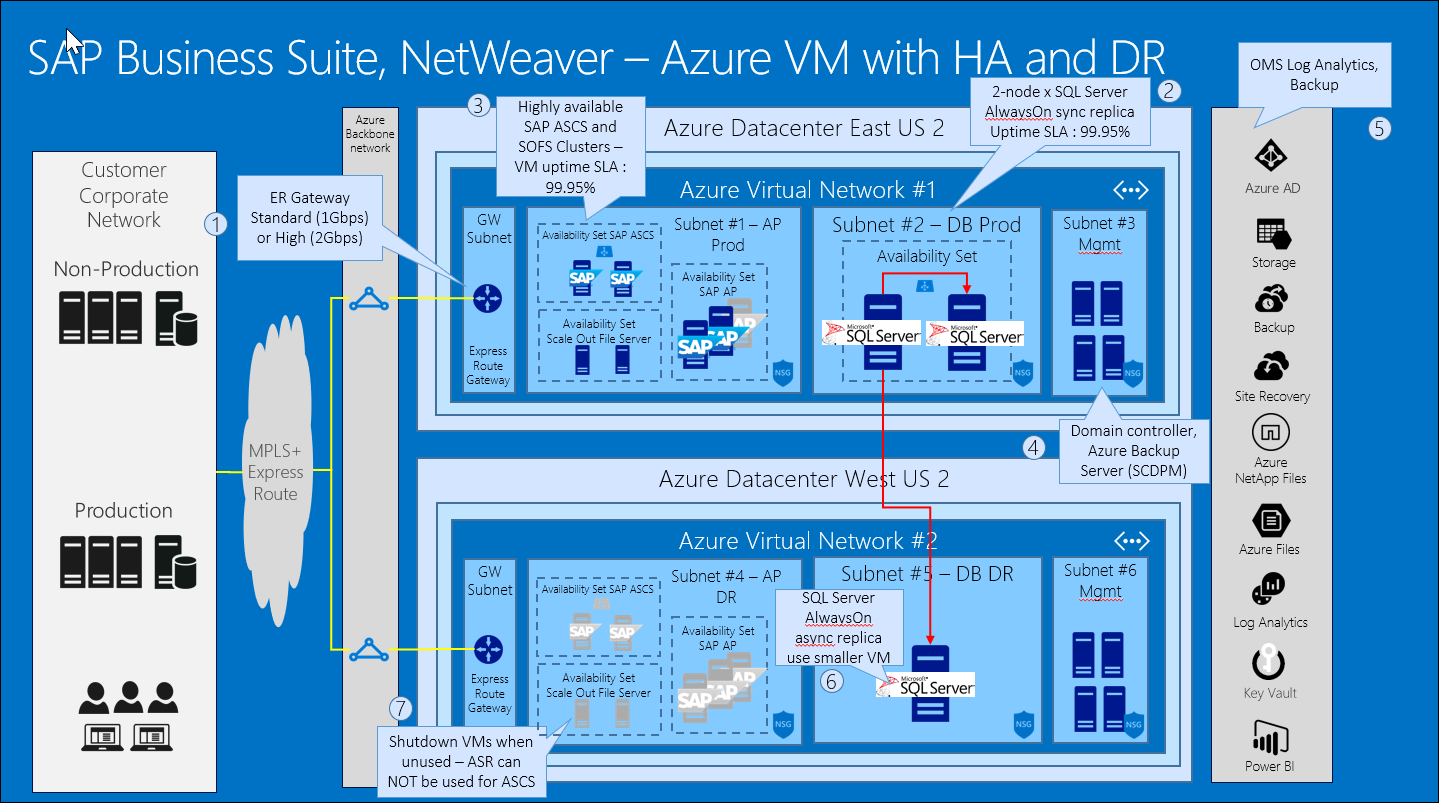 SAP Business Suite, NetWeaver – Azure VM with HA and DR
OMS Log Analytics,
Backup
5
3
Highly available
SAP ASCS and
SOFS Clusters –
VM uptime SLA :
99.95%
2
2-node x SQL Server
AlwaysOn sync replica
Uptime SLA : 99.95%
Customer
Corporate
Network
Non-Production
Production
1
ER Gateway
Standard (1Gbps)
or High (2Gbps)
MPLS+
Express
Route
Azure
Backbone
network
Azure Datacenter East US 2
Azure Virtual Network #1
GW
Subnet
Express
Route
Gateway
Subnet #1 – AP
Prod
Availability Set SAP ASCS
SAP
SAP
Availability Set
Scale Out File Server
Availability Set
SAP AP
SAP
SAP
SAP
NSG
Subnet #2 – DB Prod
Availability Set
Microsoft®
SQL Server
Microsoft®
SQL Server
NSG
Subnet #3
Mgmt
NSG
4
Domain controller,
Azure Backup
Server (SCDPM)
Azure Datacenter West US 2
Azure Virtual Network #2
GW
Subnet
Express
Route
Gateway
Subnet #4 – AP
DR
Availability Set SAP ASCS
SAP
SAP
Availability Set
Scale Out File Server
Availability Set
SAP AP
SAP
SAP
SAP
NSG
Subnet #5 – DB DR
SQL Server
AlwaysOn
async replica
use smaller VM
6
Microsoft®
SQL Server
NSG
Subnet #6
Mgmt
NSG
7
Shutdown VMs when
unused – ASR can
NOT be used for ASCS
Azure AD
Storage
Backup
Site Recovery
Azure
NetApp Files
Azure Files
Log Analytics
Key Vault
Power BI